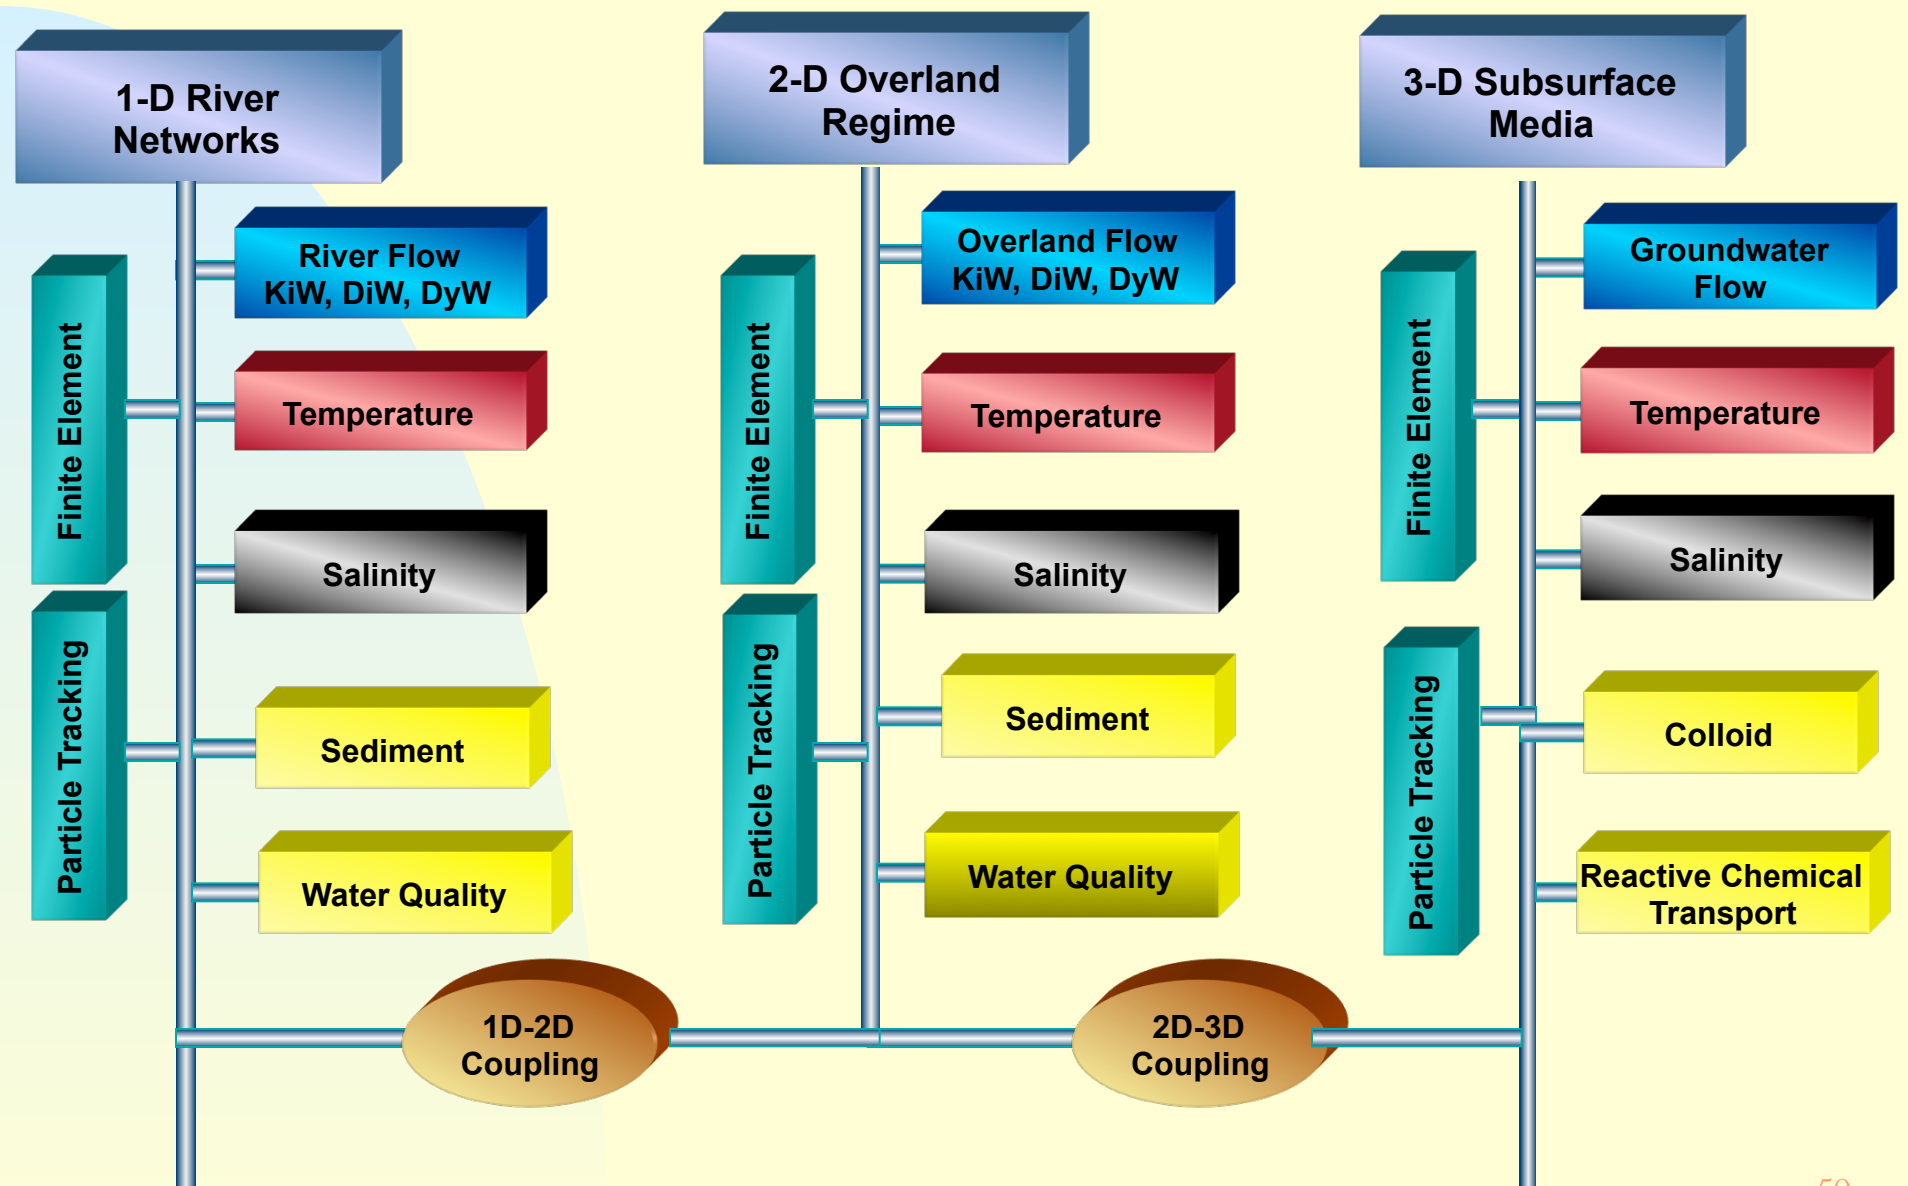 1-D River
Networks
River Flow
KiW, DiW, DyW
Finite Element
Temperature
Salinity
Particle Tracking
Sediment
Water Quality
2-D Overland
Regime
Overland Flow
KiW, DiW, DyW
Finite Element
Temperature
Salinity
Particle Tracking
Sediment
Water Quality
3-D Subsurface
Media
Groundwater
Flow
Finite Element
Temperature
Salinity
Particle Tracking
Colloid
Reactive Chemical
Transport
1D-2D
Coupling
2D-3D
Coupling